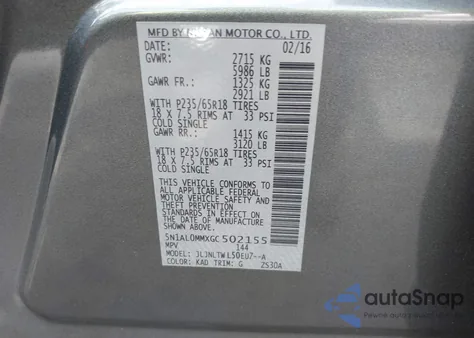 MFD BY NISSAN MOTOR CO., LTD.
DATE: 02/16
GVWR: 2715 KG
5986 LB
GAWR FR.: 1325 KG
2921 LB
WITH P235/65R18 TIRES
18 X 7.5 RIMS AT 33 PSI
COLD SINGLE
GAWR RR.: 1415 KG
3120 LB
WITH P235/65R18 TIRES
18 X 7.5 RIMS AT 33 PSI
COLD SINGLE
THIS VEHICLE CONFORMS TO
ALL APPLICABLE FEDERAL
MOTOR VEHICLE SAFETY
STANDARDS IN EFFECT ON THE
DATE OF MANUFACTURE
SHOWN ABOVE.
5N1AL0MMXGC502155
MPV 144
MODEL: JLJNLTWL50EU7--A
COLOR: KAD TRIM: G 2530A
autoSnap
www.autosnap.us